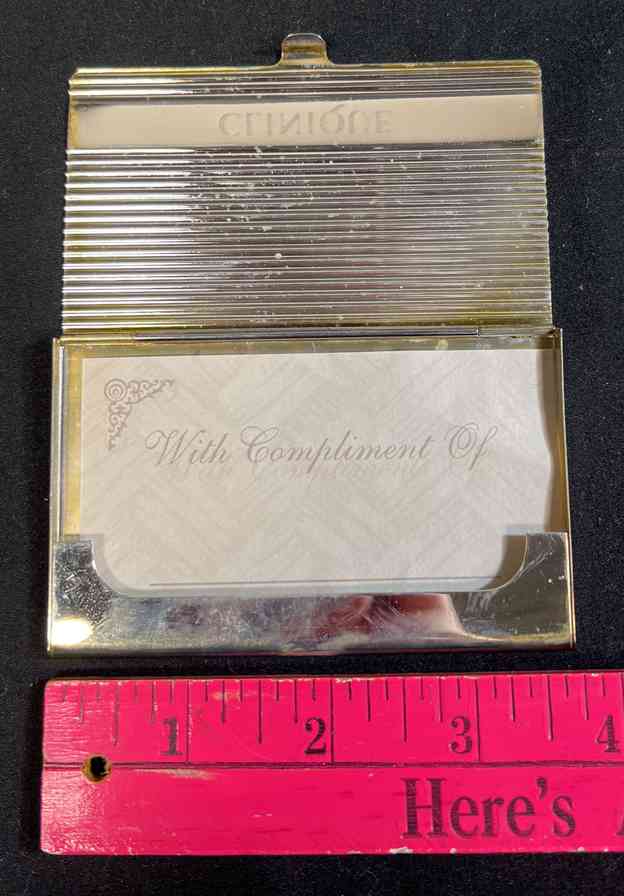 CLINIQUE
With Compliment Of
1 2 3 4
Here's